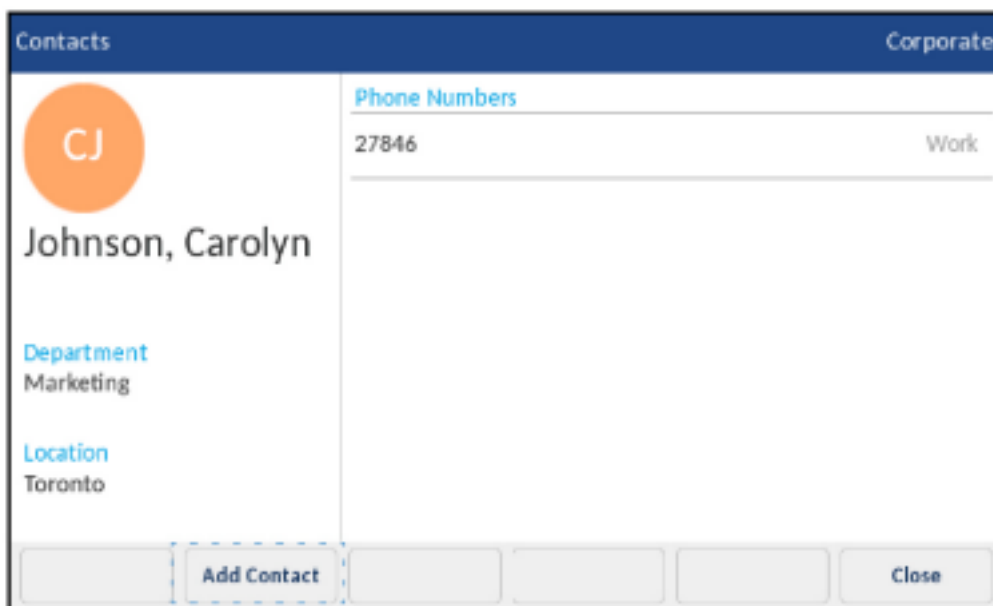 Contacts
Corporate
CJ
Johnson, Carolyn
Department
Marketing
Location
Toronto
Phone Numbers
27846 Work
Add Contact
Close